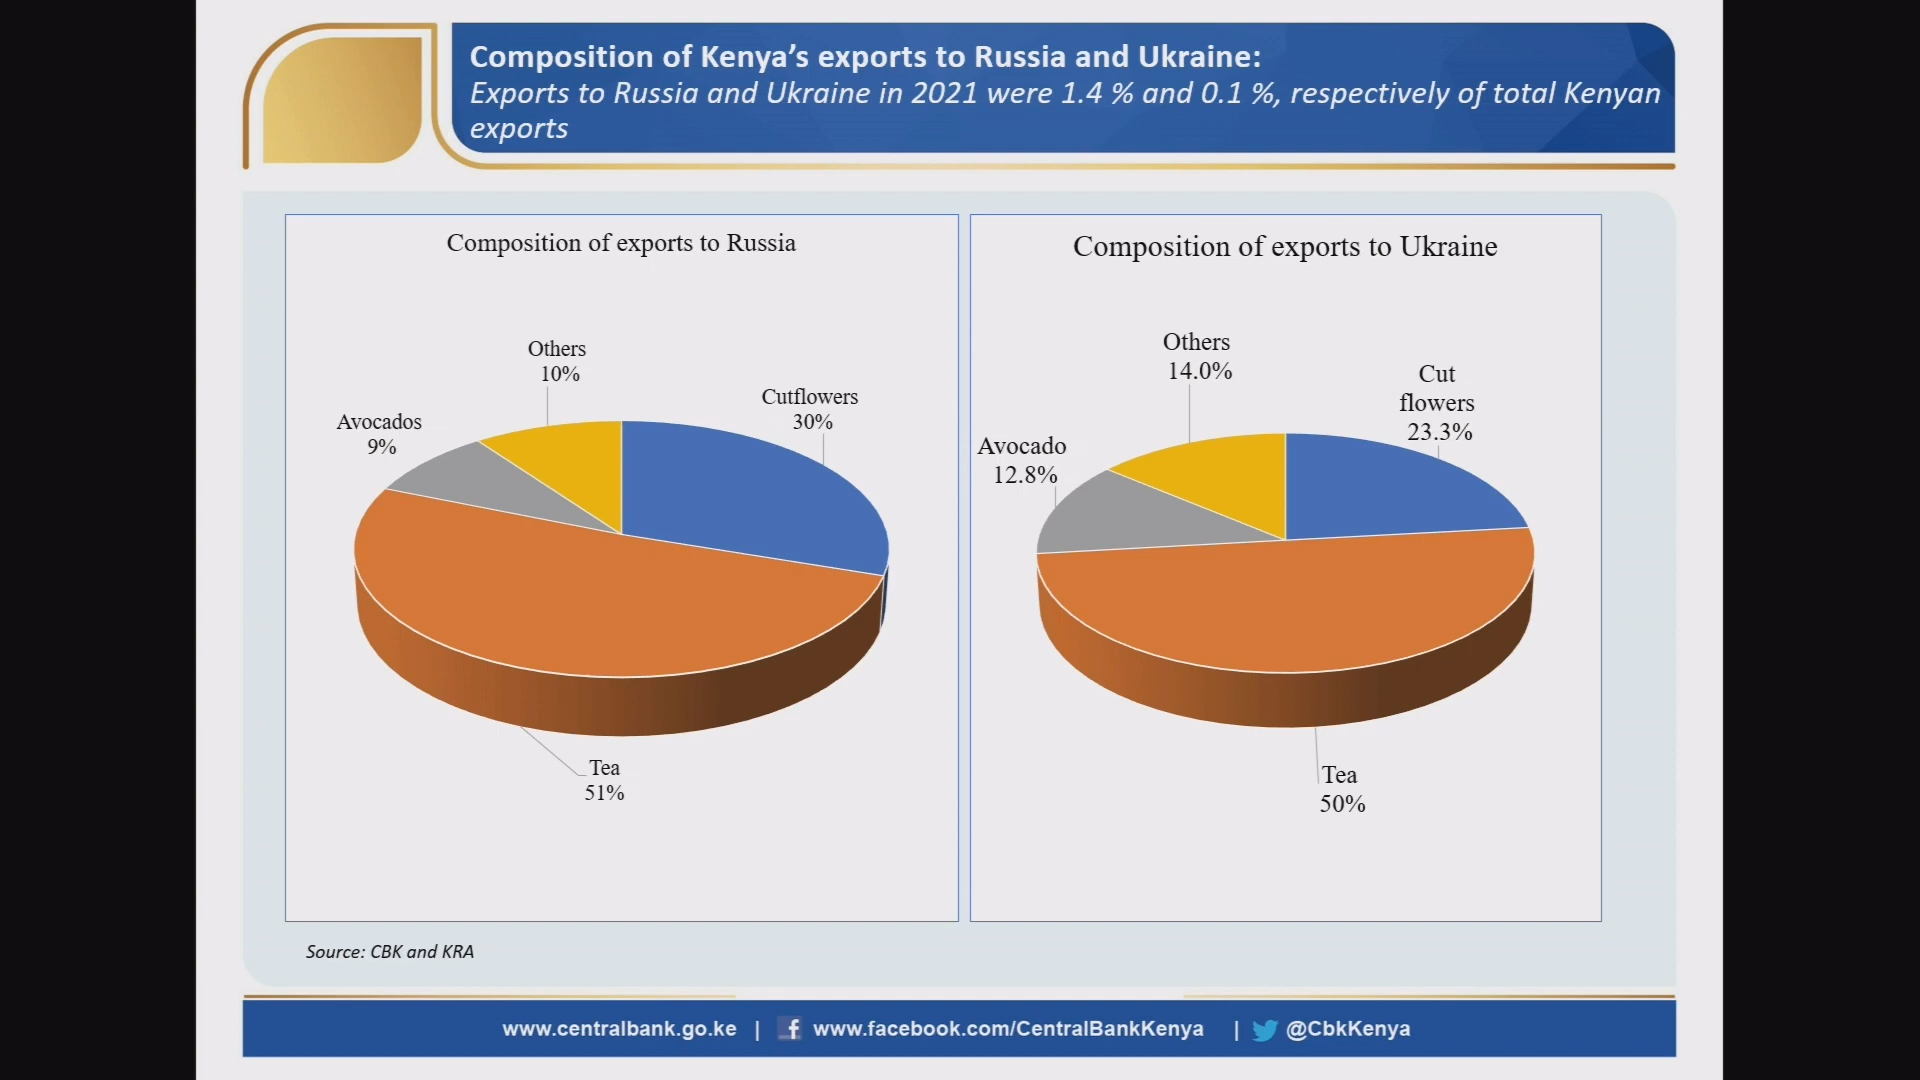 Composition of Kenya’s exports to Russia and Ukraine:
Exports to Russia and Ukraine in 2021 were 1.4 % and 0.1 %, respectively of total Kenyan
exports
Composition of exports to Russia
Others
10%
Cutflowers
30%
Avocados
9%
Tea
51%
Composition of exports to Ukraine
Others
14.0%
Cut
flowers
23.3%
Avocado
12.8%
Tea
50%
Source: CBK and KRA
www.centralbank.go.ke | f www.facebook.com/CentralBankKenya | @CbkKenya